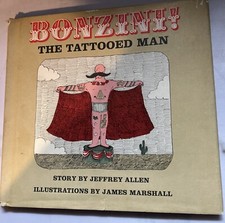 BONZINI!
THE TATTOOED MAN
STORY BY JEFFREY ALLEN
ILLUSTRATIONS BY JAMES MARSHALL